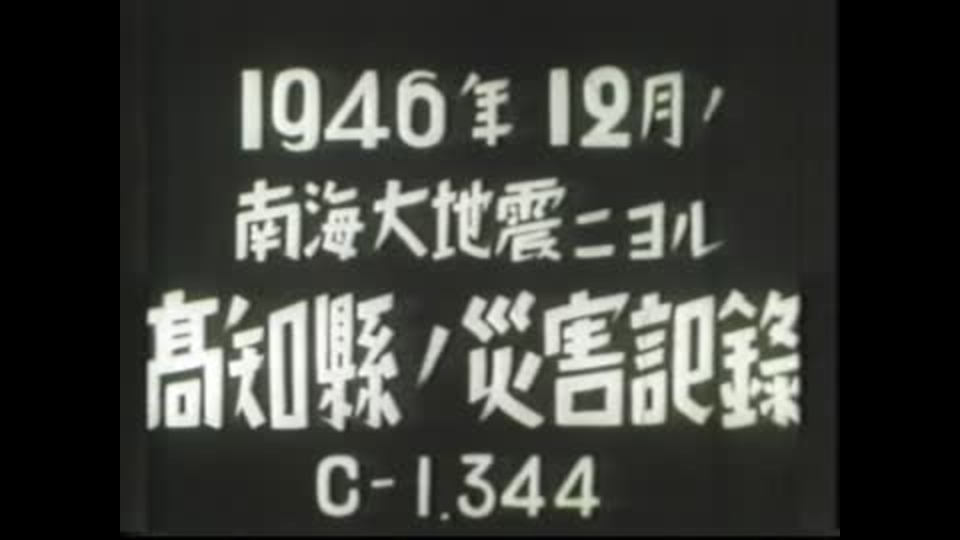 1946年 12月ノ
南海大地震ニヨル
髙知縣ノ災害記錄
C-1.344